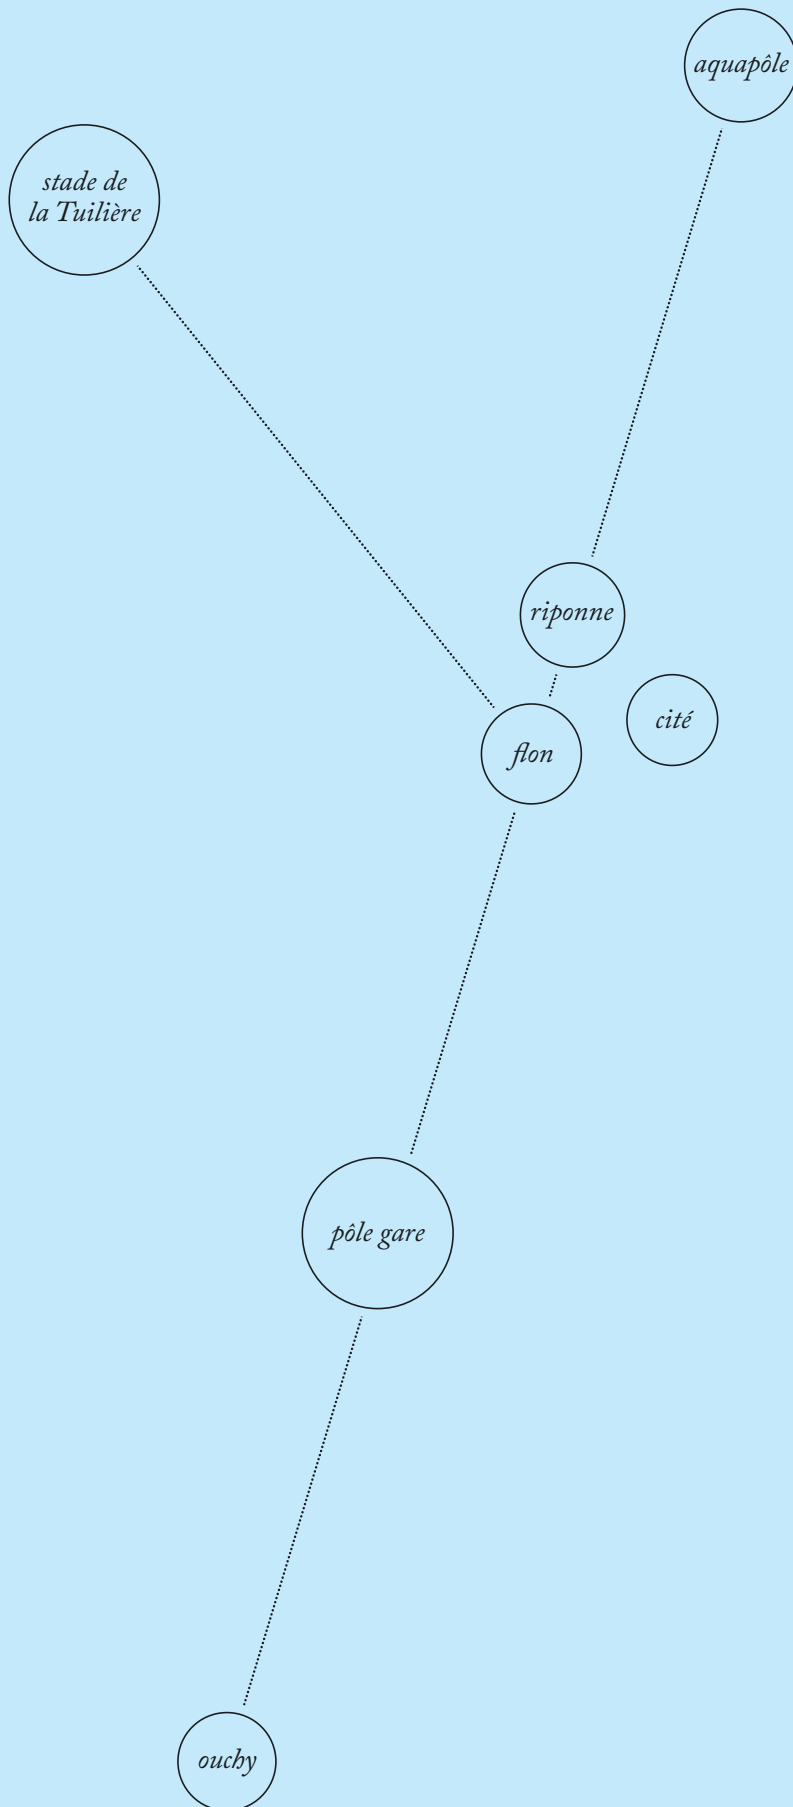 aquapôle
stade de
la Tuilière
riponne
cité
flon
pôle gare
ouchy